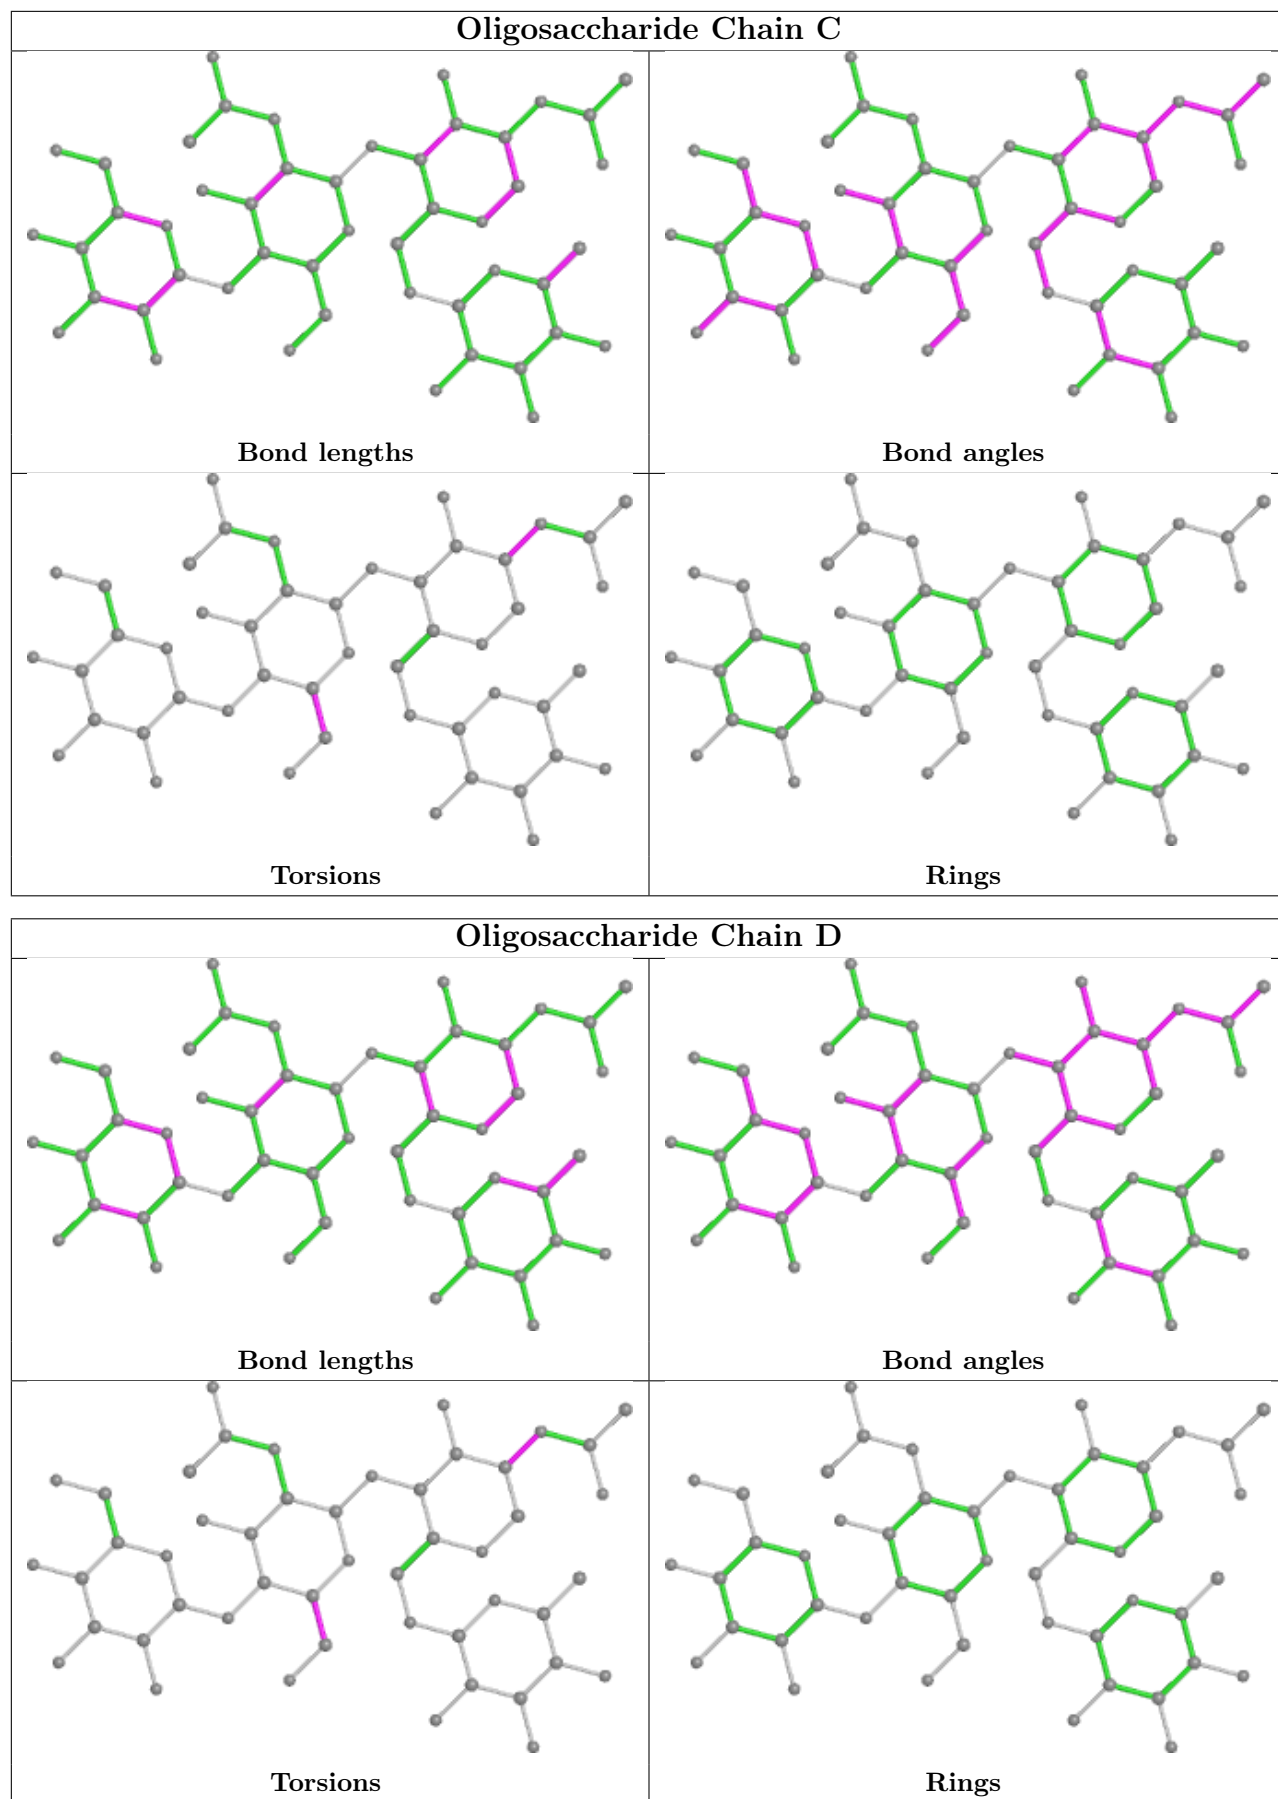 Oligosaccharide Chain C
Bond lengths
Bond angles
Torsions
Rings
Oligosaccharide Chain D
Bond lengths
Bond angles
Torsions
Rings